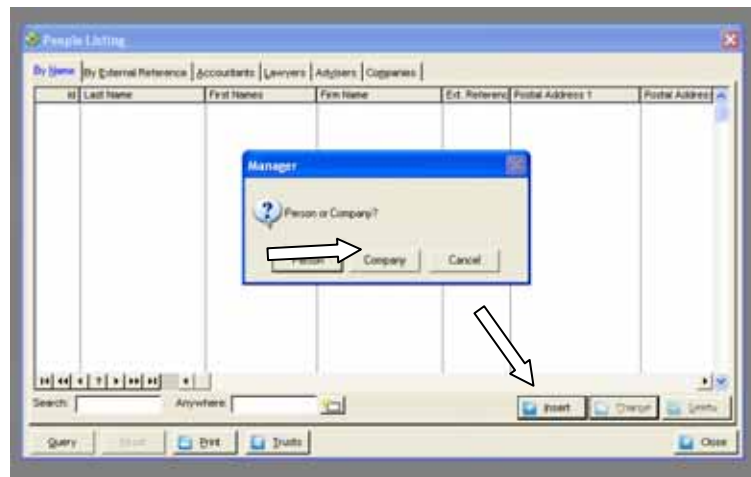 People Listing
By Name By External Reference Accountants Lawyers Advisers Companies
Id Last Name First Names Firm Name Ext. Referenc Postal Address 1 Postal Address
Manager
Person or Company?
Company Cancel
Search: Anywhere: Insert Change Delete
Query Print Trusts Close